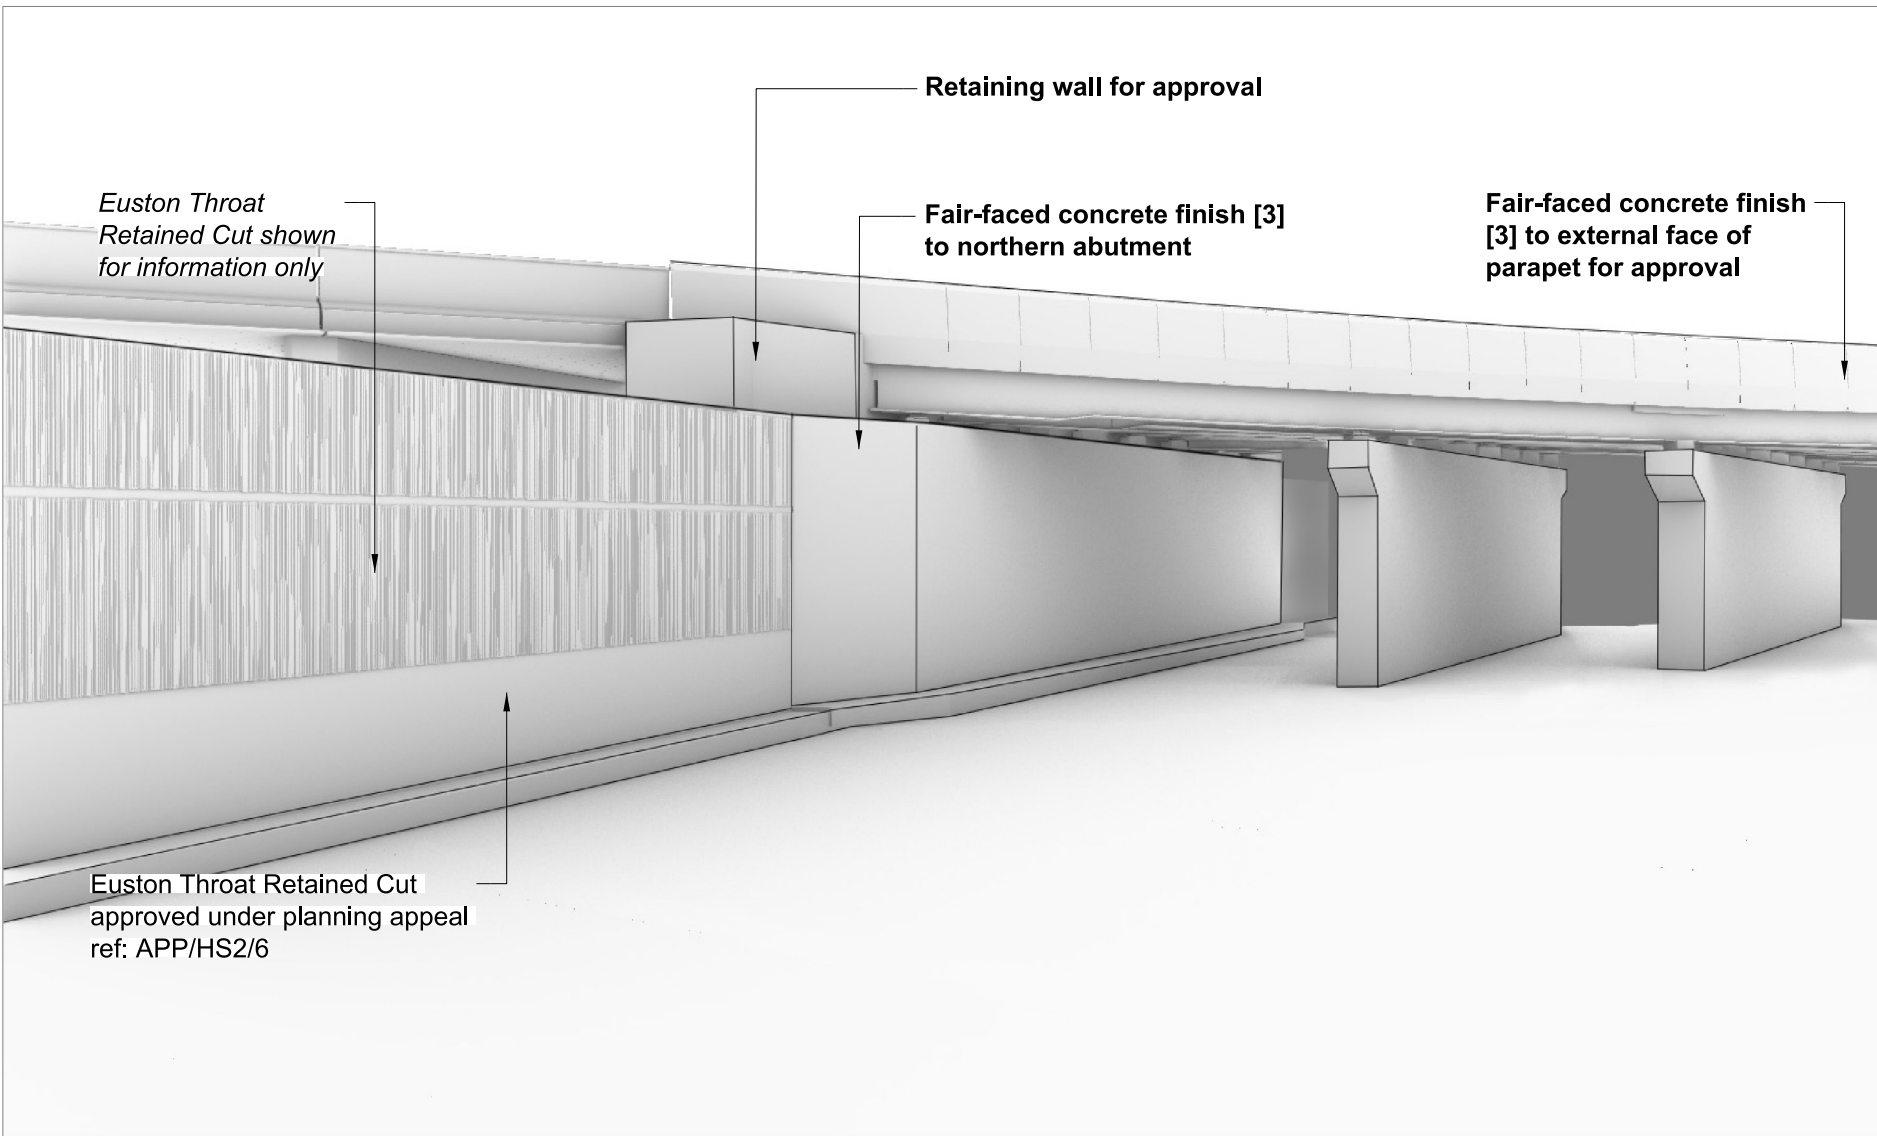 Retaining wall for approval
Euston Throat
Retained Cut shown
for information only
Fair-faced concrete finish [3]
to northern abutment
Fair-faced concrete finish
[3] to external face of
parapet for approval
Euston Throat Retained Cut
approved under planning appeal
ref: APP/HS2/6